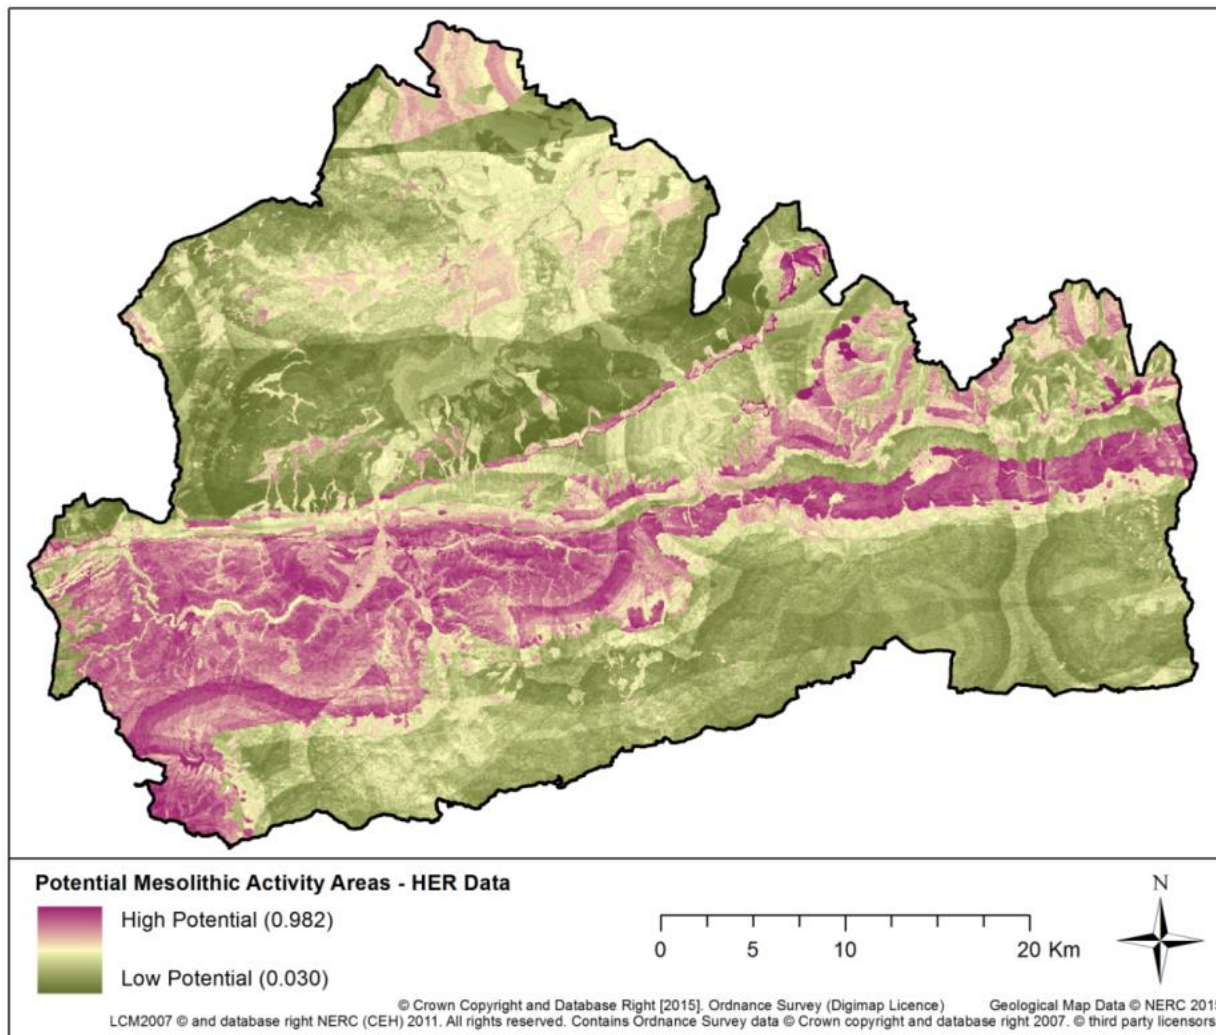 Potential Mesolithic Activity Areas - HER Data
High Potential (0.982)
Low Potential (0.030)
0 5 10 20 Km
N
© Crown Copyright and Database Right [2015]. Ordnance Survey (Digimap Licence) Geological Map Data © NERC 2015
LCM2007 © and database right NERC (CEH) 2011. All rights reserved. Contains Ordnance Survey data © Crown copyright and database right 2007. © third party licensors